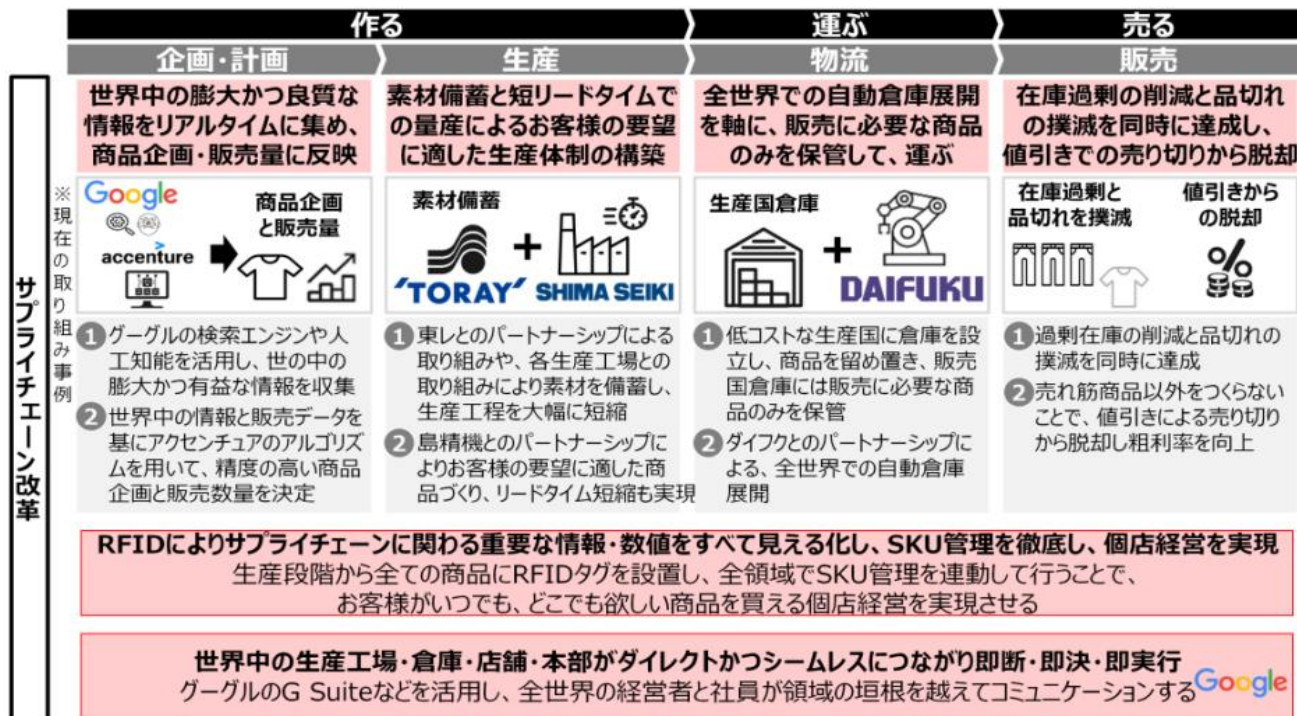 作る
運ぶ
売る
企画・計画
生産
物流
販売
サプライチェーン改革
※現在の取り組み事例
世界中の膨大かつ良質な
情報をリアルタイムに集め、
商品企画・販売量に反映
Google
accenture
商品企画
と販売量
1 グーグルの検索エンジンや人
工知能を活用し、世の中の
膨大かつ有益な情報を収集
2 世界中の情報と販売データを
基にアクセンチュアのアルゴリズ
ムを用いて、精度の高い商品
企画と販売数量を決定
素材備蓄と短リードタイムで
の量産によるお客様の要望
に適した生産体制の構築
素材備蓄
'TORAY'
SHIMA SEIKI
1 東レとのパートナーシップによる
取り組みや、各生産工場との
取り組みにより素材を備蓄し、
生産工程を大幅に短縮
2 島精機とのパートナーシップに
よりお客様の要望に適した商
品づくり、リードタイム短縮も実現
全世界での自動倉庫展開
を軸に、販売に必要な商品
のみを保管して、運ぶ
生産国倉庫
DAIFUKU
1 低コストな生産国に倉庫を設
立し、商品を留め置き、販売
国倉庫には販売に必要な商
品のみを保管
2 ダイフクとのパートナーシップに
よる、全世界での自動倉庫
展開
在庫過剰の削減と品切れ
の撲滅を同時に達成し、
値引きでの売り切りから脱却
在庫過剰と
品切れを撲滅
値引きから
の脱却
%
1 過剰在庫の削減と品切れの
撲滅を同時に達成
2 売れ筋商品以外をつくらない
ことで、値引きによる売り切り
から脱却し粗利率を向上
RFIDによりサプライチェーンに関わる重要な情報・数値をすべて見える化し、SKU管理を徹底し、個店経営を実現
生産段階から全ての商品にRFIDタグを設置し、全領域でSKU管理を連動して行うことで、
お客様がいつでも、どこでも欲しい商品を買える個店経営を実現させる
世界中の生産工場・倉庫・店舗・本部がダイレクトかつシームレスにつながり即断・即決・即実行
グーグルのG Suiteなどを活用し、全世界の経営者と社員が領域の垣根を越えてコミュニケーションする
Google